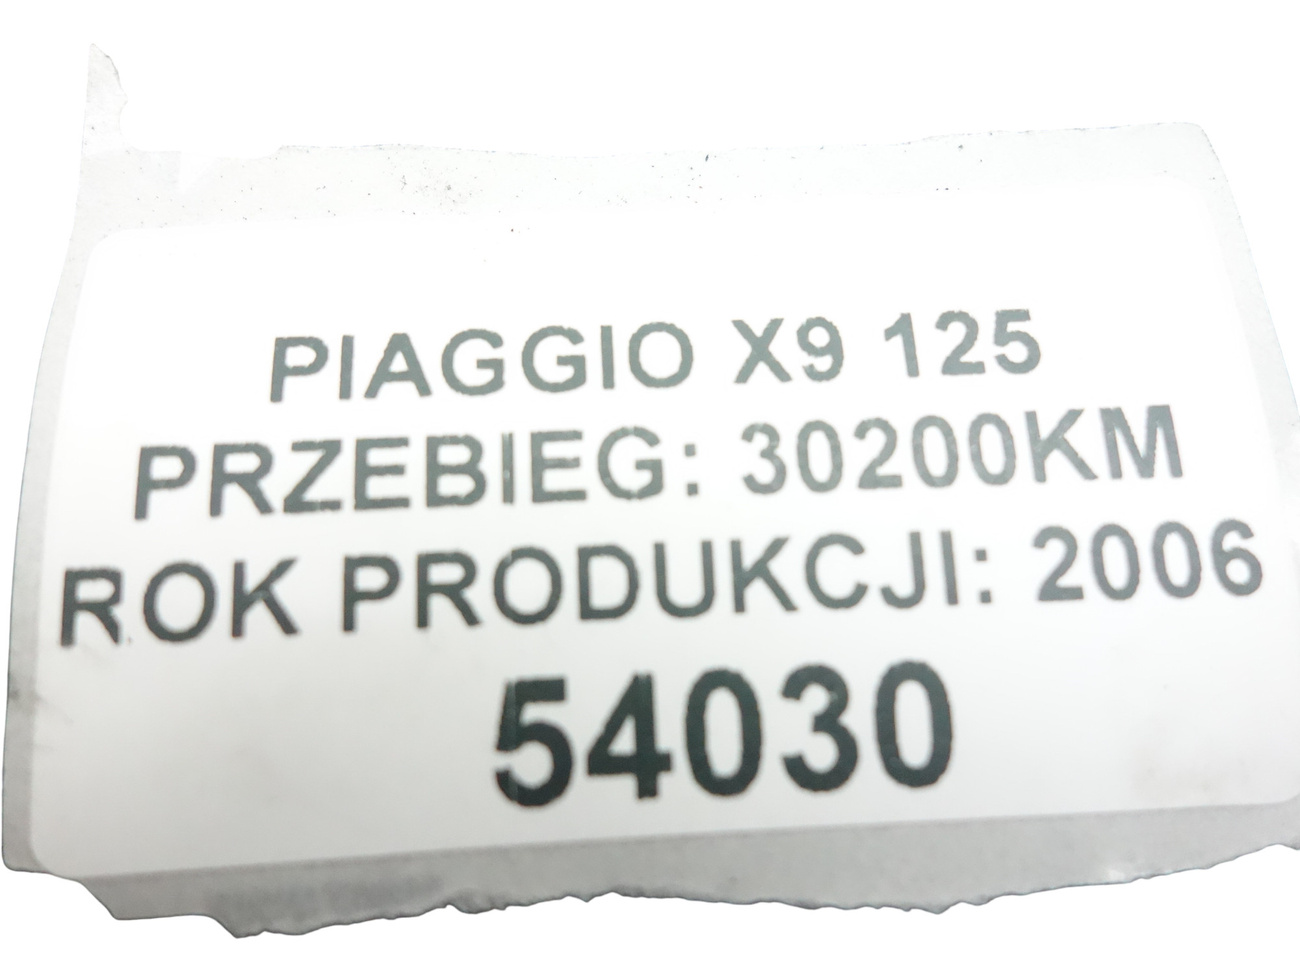 PIAGGIO X9 125
PRZEBIEG: 30200KM
ROK PRODUKCJI: 2006
54030